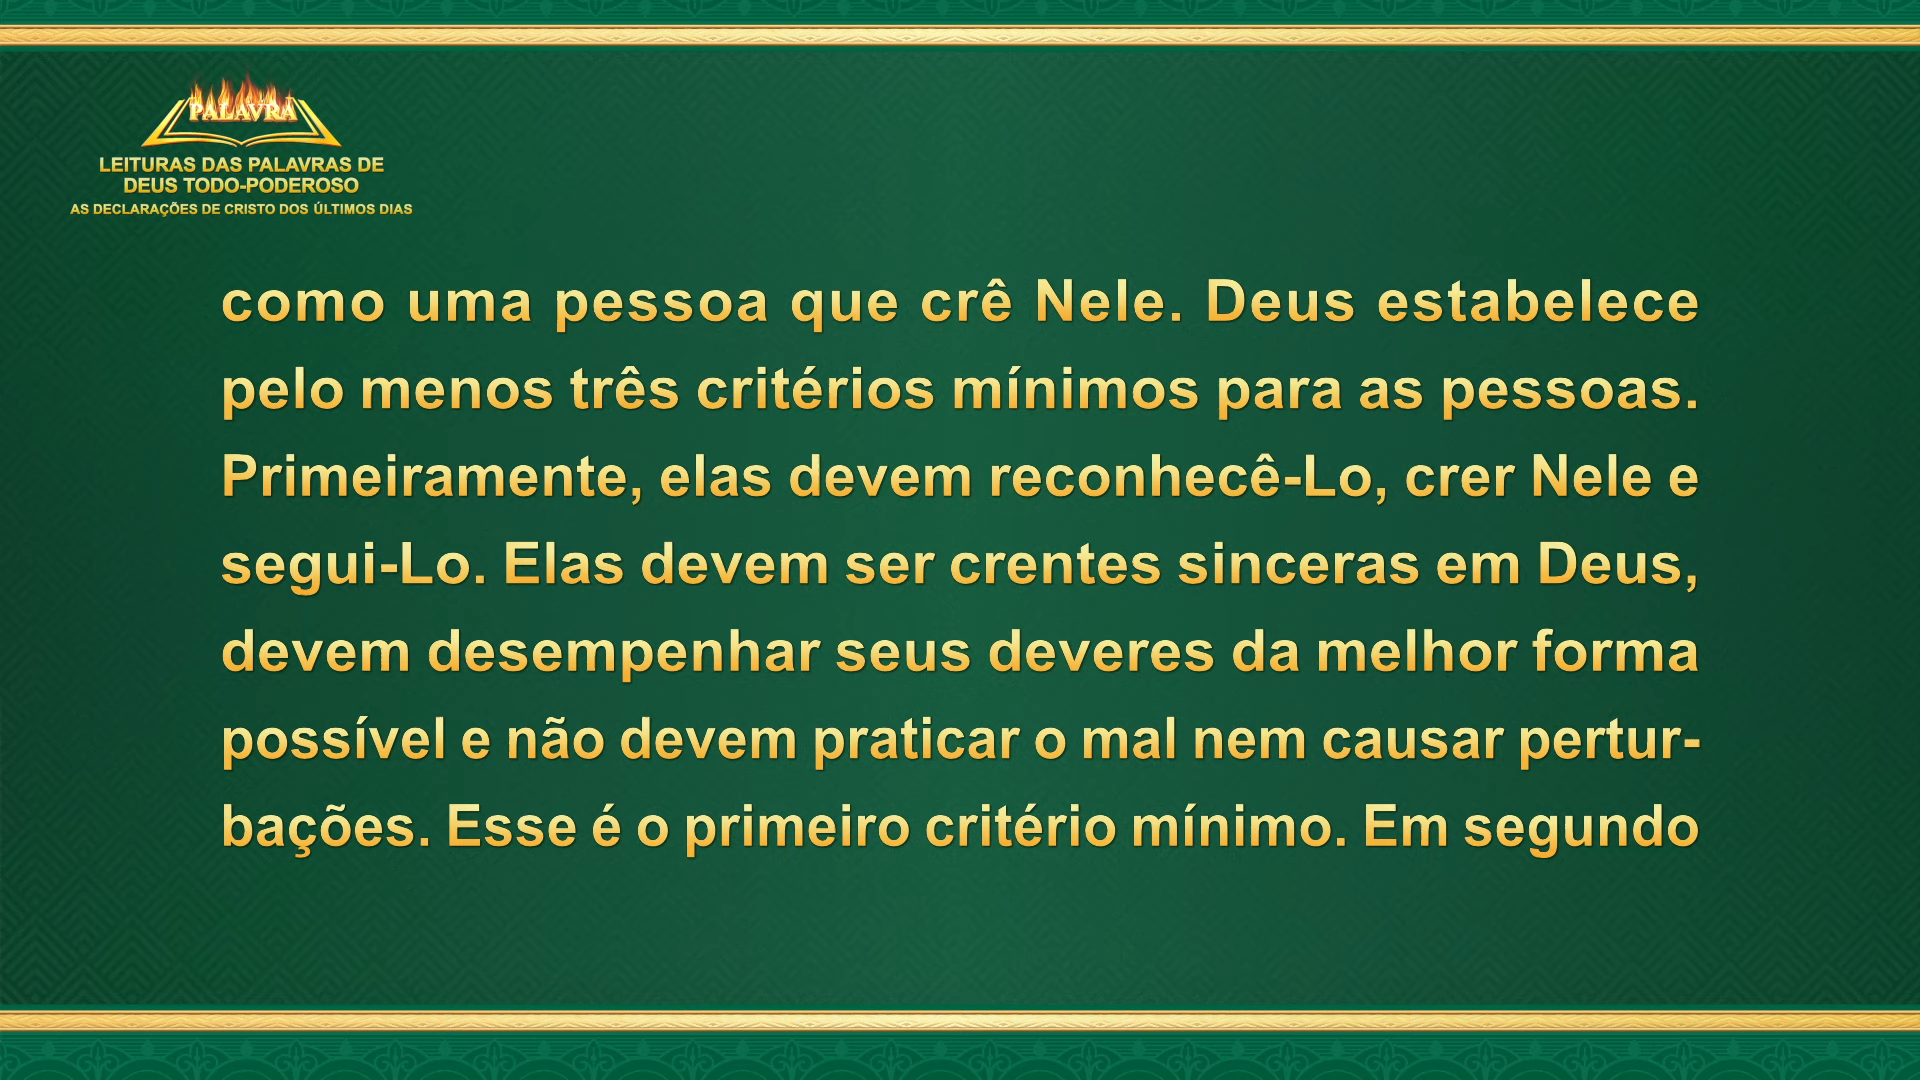 PALAVRA
LEITURAS DAS PALAVRAS DE
DEUS TODO-PODEROSO
AS DECLARAÇÕES DE CRISTO DOS ÚLTIMOS DIAS
como uma pessoa que crê Nele. Deus estabelece
pelo menos três critérios mínimos para as pessoas.
Primeiramente, elas devem reconhecê-Lo, crer Nele e
segui-Lo. Elas devem ser crentes sinceras em Deus,
devem desempenhar seus deveres da melhor forma
possível e não devem praticar o mal nem causar pertur-
bações. Esse é o primeiro critério mínimo. Em segundo